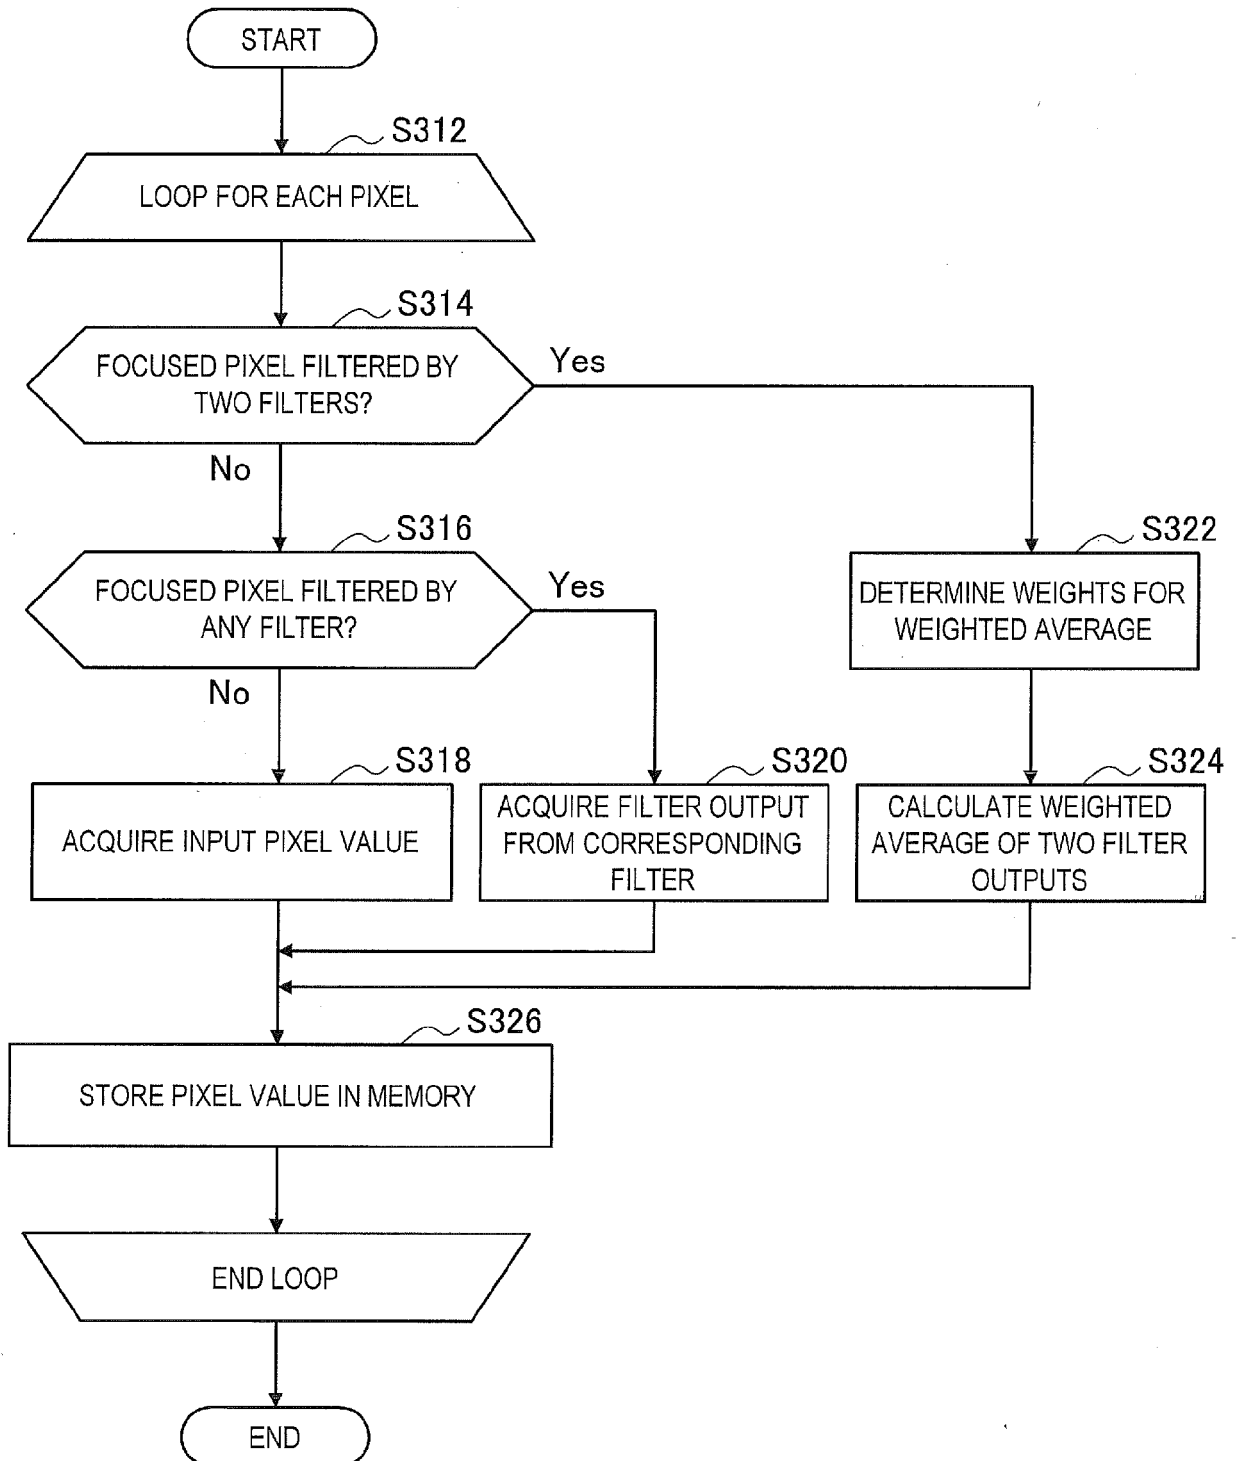 START
S312
LOOP FOR EACH PIXEL
S314
FOCUSED PIXEL FILTERED BY
TWO FILTERS?
Yes
No
S316
FOCUSED PIXEL FILTERED BY
ANY FILTER?
Yes
No
S322
DETERMINE WEIGHTS FOR
WEIGHTED AVERAGE
S318
ACQUIRE INPUT PIXEL VALUE
S320
ACQUIRE FILTER OUTPUT
FROM CORRESPONDING
FILTER
S324
CALCULATE WEIGHTED
AVERAGE OF TWO FILTER
OUTPUTS
S326
STORE PIXEL VALUE IN MEMORY
END LOOP
END